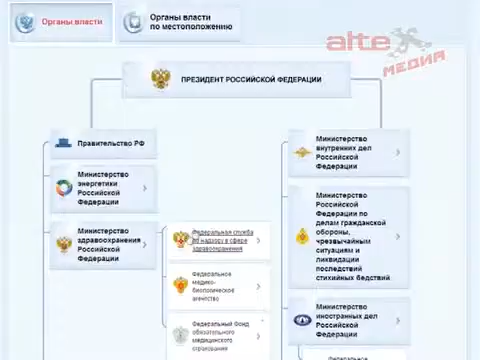 Органы власти
Органы власти
по местоположению
alte
МЕДИА
ПРЕЗИДЕНТ РОССИЙСКОЙ ФЕДЕРАЦИИ
Правительство РФ
Министерство
энергетики
Российской
Федерации
Министерство
здравоохранения
Российской
Федерации
Федеральная служба
по надзору в сфере
здравоохранения
Федеральное
медико-
биологическое
агентство
Федеральный Фонд
обязательного
медицинского
страхования
Министерство
внутренних дел
Российской
Федерации
Министерство
Российской
Федерации по
делам гражданской
обороны,
чрезвычайным
ситуациям и
ликвидации
последствий
стихийных бедствий
Министерство
иностранных дел
Российской
Федерации
Федеральное